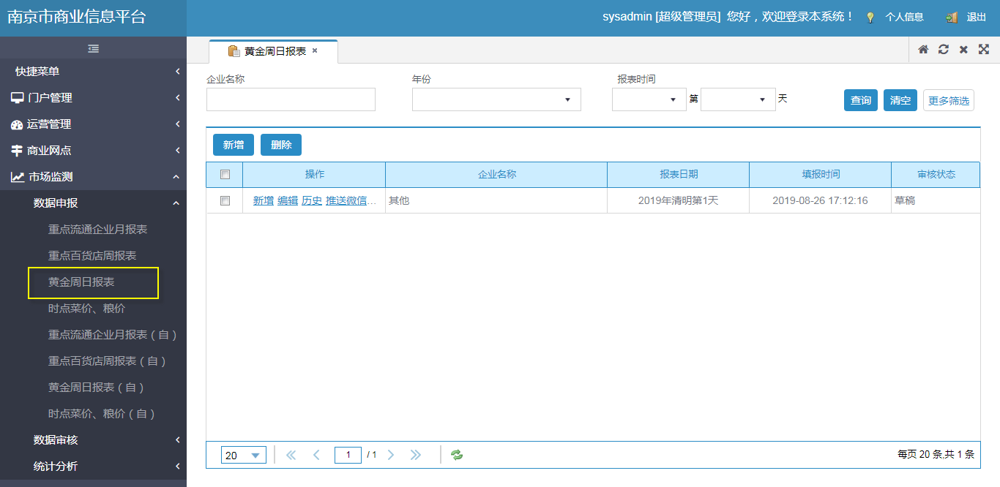 南京市商业信息平台
sysadmin [超级管理员] 您好，欢迎登录本系统！ 个人信息 退出
快捷菜单
门户管理
运营管理
商业网点
市场监测
数据申报
重点流通企业月报表
重点百货店周报表
黄金周日报表
时点菜价、粮价
重点流通企业月报表（自）
重点百货店周报表（自）
黄金周日报表（自）
时点菜价、粮价（自）
数据审核
统计分析
黄金周日报表
企业名称 年份 报表时间
第 天 查询 清空 更多筛选
新增 删除
操作 企业名称 报表日期 填报时间 审核状态
新增 编辑 历史 推送微信... 其他 2019年清明第1天 2019-08-26 17:12:16 草稿
20 1 / 1 每页 20 条,共 1 条